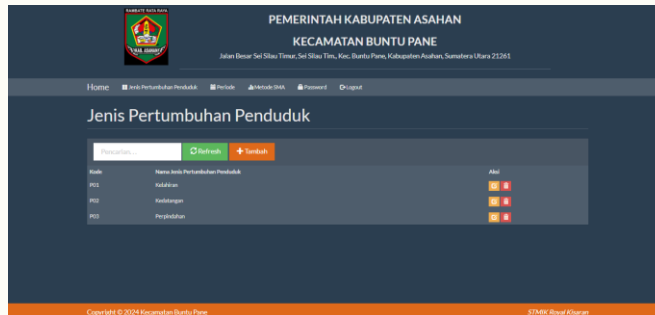 RAMBATE RATA RAYA
PEMERINTAH KABUPATEN ASAHAN
KECAMATAN BUNTU PANE
Jalan Besar Sei Silau Timur, Sei Silau Tim., Kec. Buntu Pane, Kabupaten Asahan, Sumatera Utara 21261
Home Jenis Pertumbuhan Penduduk Periode Metode SMA Password Logout
Jenis Pertumbuhan Penduduk
Pencarian ... Refresh Tambah
Kode Nama Jenis Pertumbuhan Penduduk Aksi
P01 Kelahiran
P02 Kedatangan
P03 Perpindahan
Copyright © 2024 Kecamatan Buntu Pane STMIK Royal Kisaran